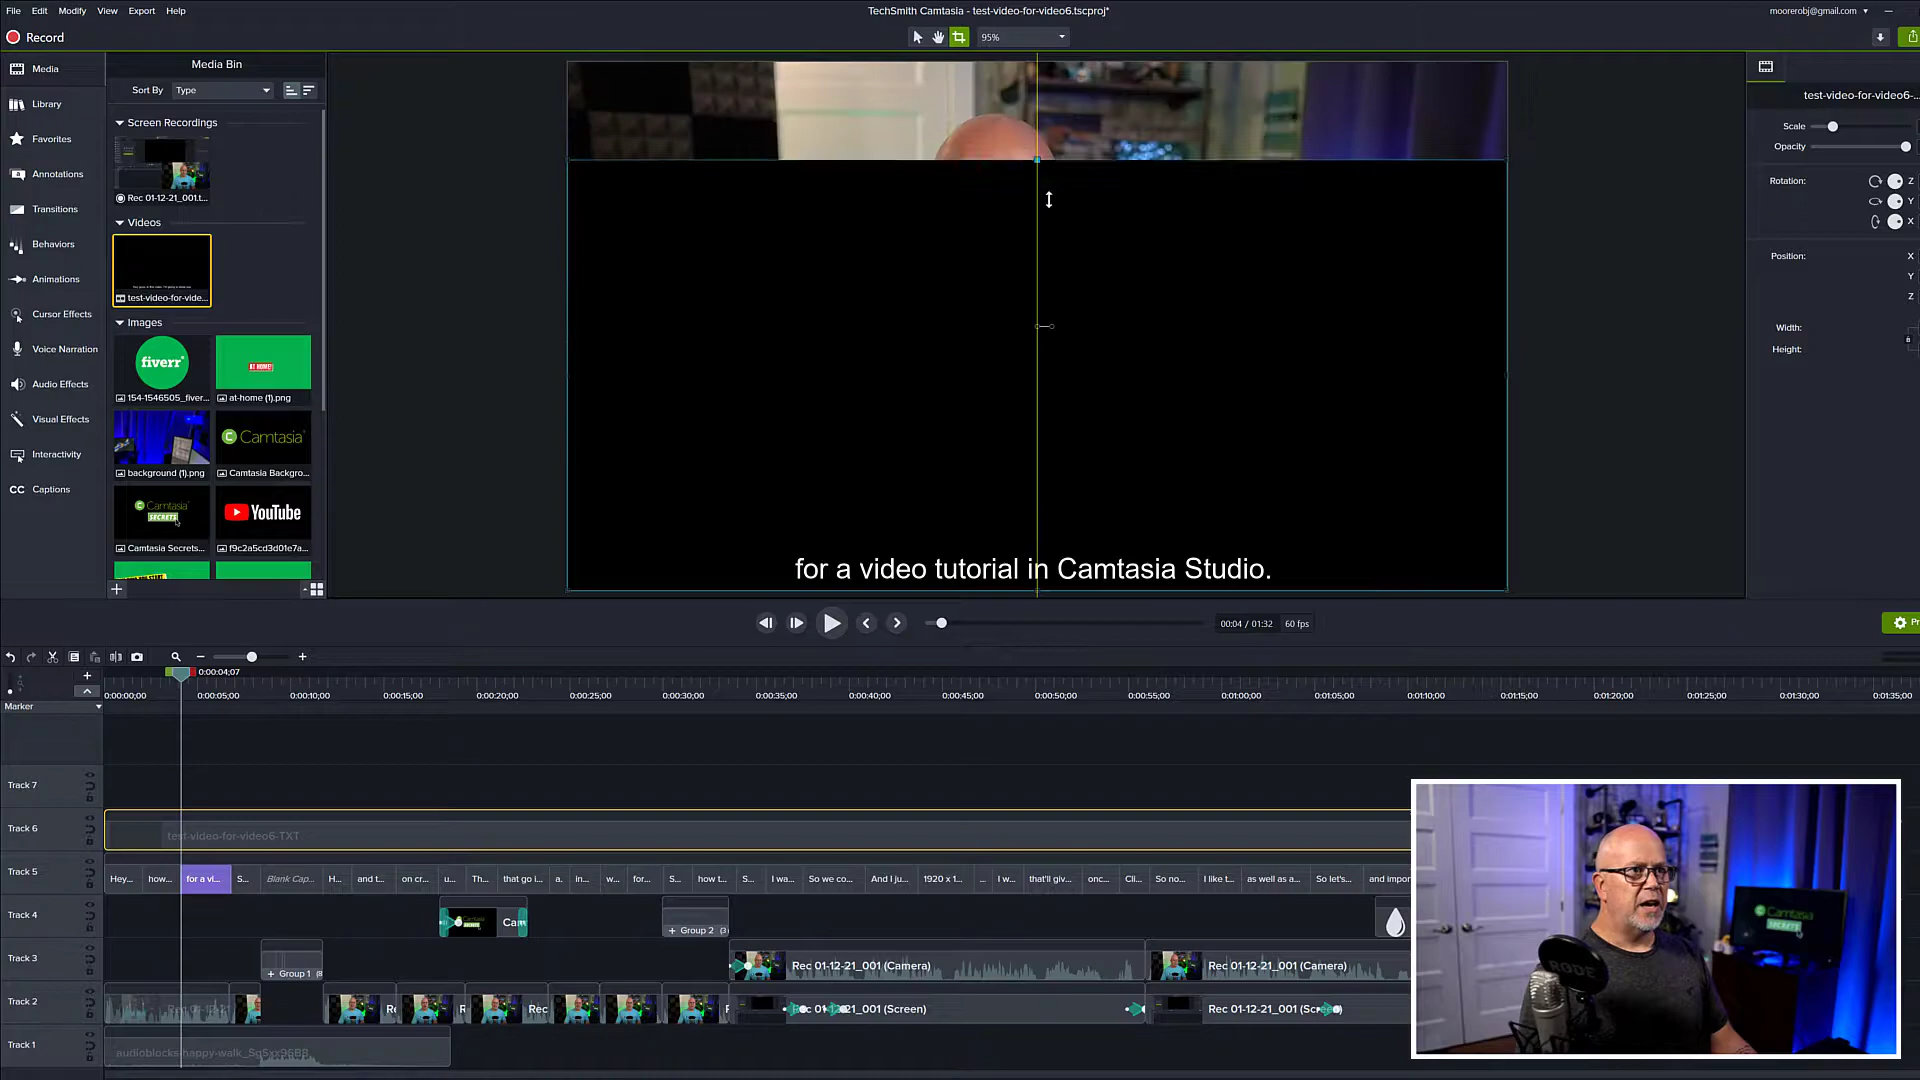 File Edit Modify View Export Help
TechSmith Camtasia - test-video-for-video6.tscproj*
moorerobj@gmail.com
Record
95%
Media
Library
Favorites
Annotations
Transitions
Behaviors
Animations
Cursor Effects
Voice Narration
Audio Effects
Visual Effects
Interactivity
CC Captions
Media Bin
Sort By Type
Screen Recordings
Rec 01-12-21_001.t...
Videos
test-video-for-vide...
Images
fiverr
AT HOME!
154-1546505_fiver...
at-home (1).png
Camtasia
background (1).png
Camtasia Backgro...
Camtasia
SECRETS
YouTube
Camtasia Secrets...
f9c2a5cd3d01e7a...
for a video tutorial in Camtasia Studio.
test-video-for-video6-...
Scale
Opacity
Rotation: Z
Y
X
Position: X
Y
Z
Width:
Height:
00:04 / 01:32 60 fps
Pr
0:00:04;07
0:00:00;00 0:00:05;00 0:00:10;00 0:00:15;00 0:00:20;00 0:00:25;00 0:00:30;00 0:00:35;00 0:00:40;00 0:00:45;00 0:00:50;00 0:00:55;00 0:01:00;00 0:01:05;00 0:01:10;00 0:01:15;00 0:01:20;00 0:01:25;00 0:01:30;00 0:01:35;00
Marker
Track 7
Track 6
test-video-for-video6-TXT
Track 5
Hey... how... for a vi... S... Blank Cap... H... and t... on cr... u... Th... that go i... a. in... w... for... S... how t... S... I wa... So we co... And I ju... 1920 x 1... ... I w... that'll giv... onc... Cli... So no... I like t... as well as a... So let's... and impor
Track 4
Ca
+ Group 2 (3
Track 3
+ Group 1 (8
Rec 01-12-21_001 (Camera)
Rec 01-12-21_001 (Camera)
Track 2
Rec
Rec 01-12-21_001 (Screen)
Rec 01-12-21_001 (Screen)
Track 1
Camtasia
SECRETS
RODE